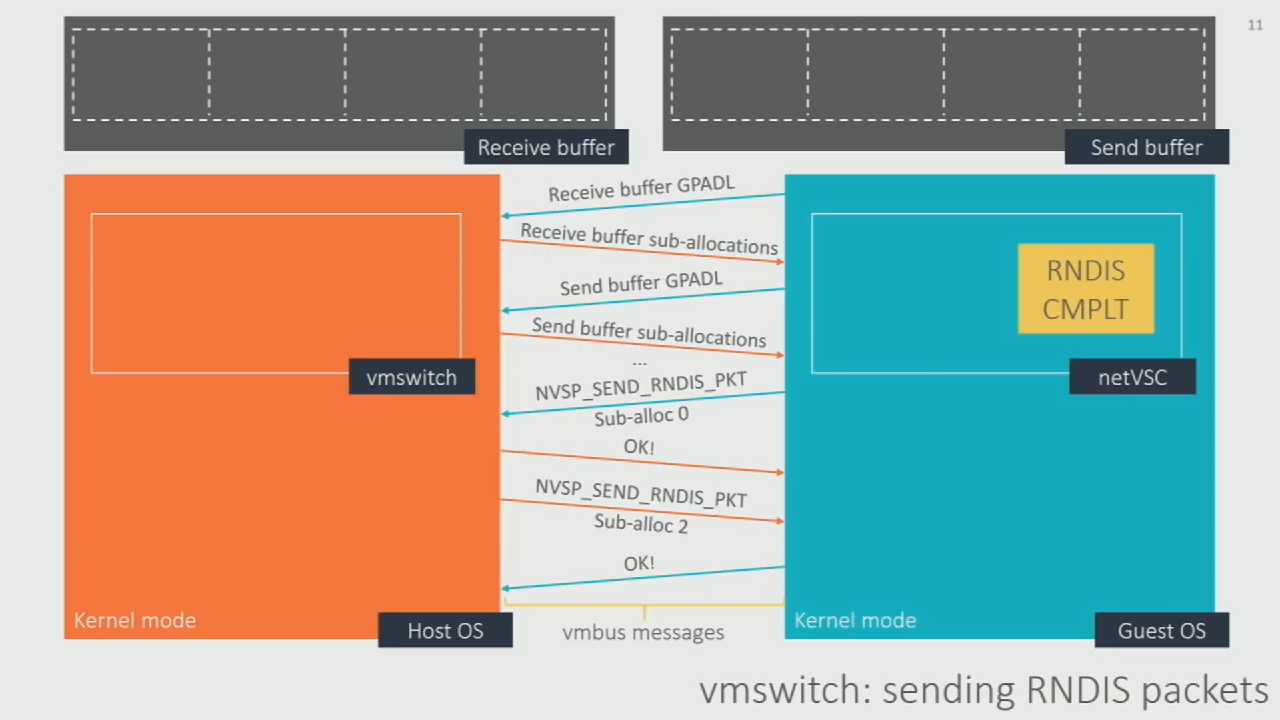 11
Receive buffer
Send buffer
Receive buffer GPADL
Receive buffer sub-allocations
Send buffer GPADL
Send buffer sub-allocations
...
NVSP_SEND_RNDIS_PKT
Sub-alloc 0
OK!
NVSP_SEND_RNDIS_PKT
Sub-alloc 2
OK!
vmbus messages
vmswitch
Kernel mode
Host OS
RNDIS
CMPLT
netVSC
Kernel mode
Guest OS
vmswitch: sending RNDIS packets